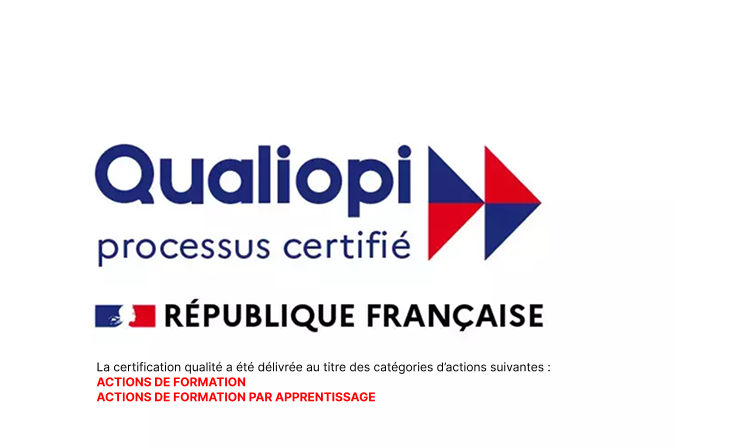 Qualiopi
processus certifié
RÉPUBLIQUE FRANÇAISE
La certification qualité a été délivrée au titre des catégories d’actions suivantes :
ACTIONS DE FORMATION
ACTIONS DE FORMATION PAR APPRENTISSAGE